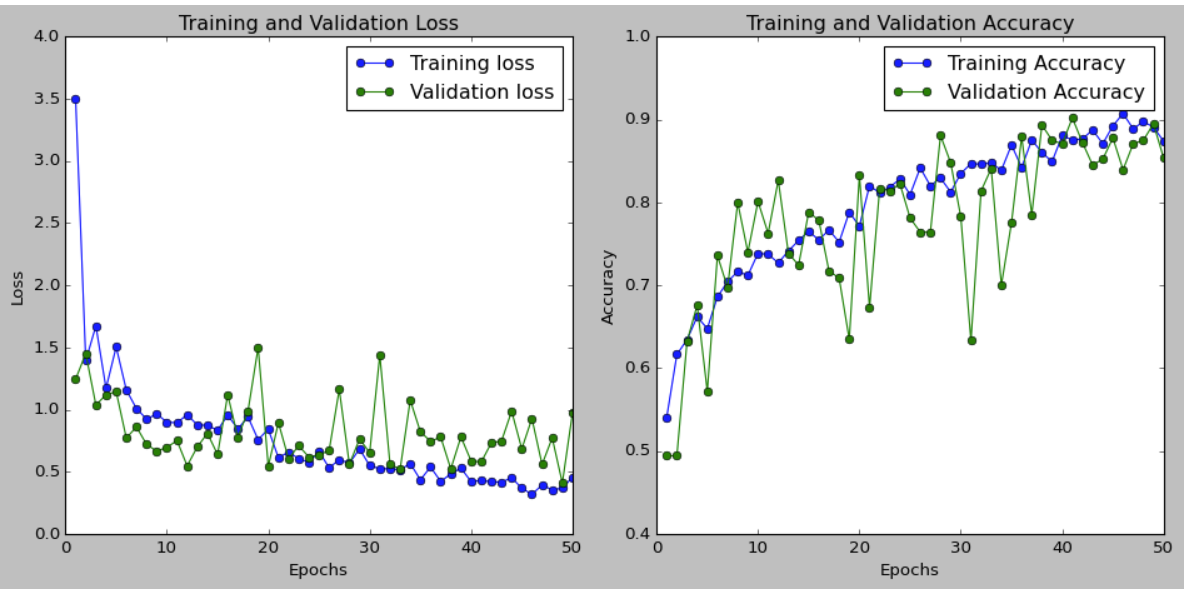 Training and Validation Loss
4.0
3.5
3.0
2.5
2.0
1.5
1.0
0.5
0.0
Loss
Training loss
Validation loss
0
10
20
30
40
50
Epochs
Training and Validation Accuracy
1.0
0.9
0.8
0.7
0.6
0.5
0.4
Accuracy
Training Accuracy
Validation Accuracy
0
10
20
30
40
50
Epochs